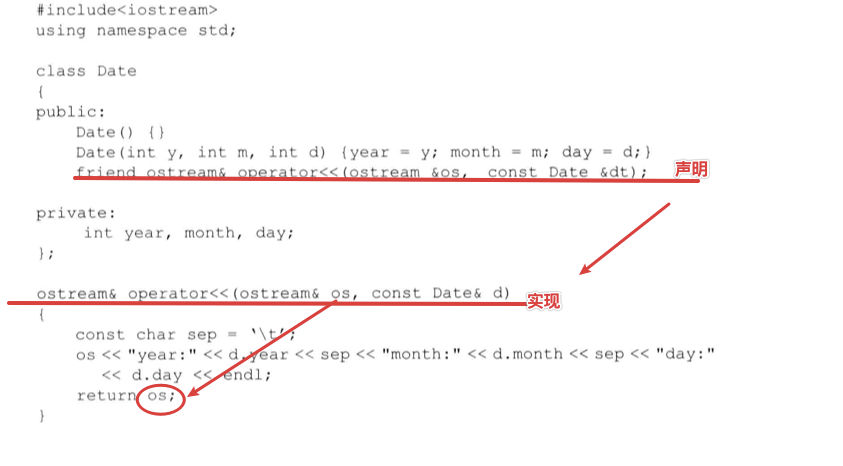 #include<iostream>
using namespace std;
class Date
{
public:
Date() {}
Date(int y, int m, int d) {year = y; month = m; day = d;}
friend ostream& operator<<(ostream &os, const Date &dt); 声明
private:
int year, month, day;
};
ostream& operator<<(ostream& os, const Date& d) 实现
{
const char sep = '\t';
os << "year:" << d.year << sep << "month:" << d.month << sep << "day:"
<< d.day << endl;
return os;
}